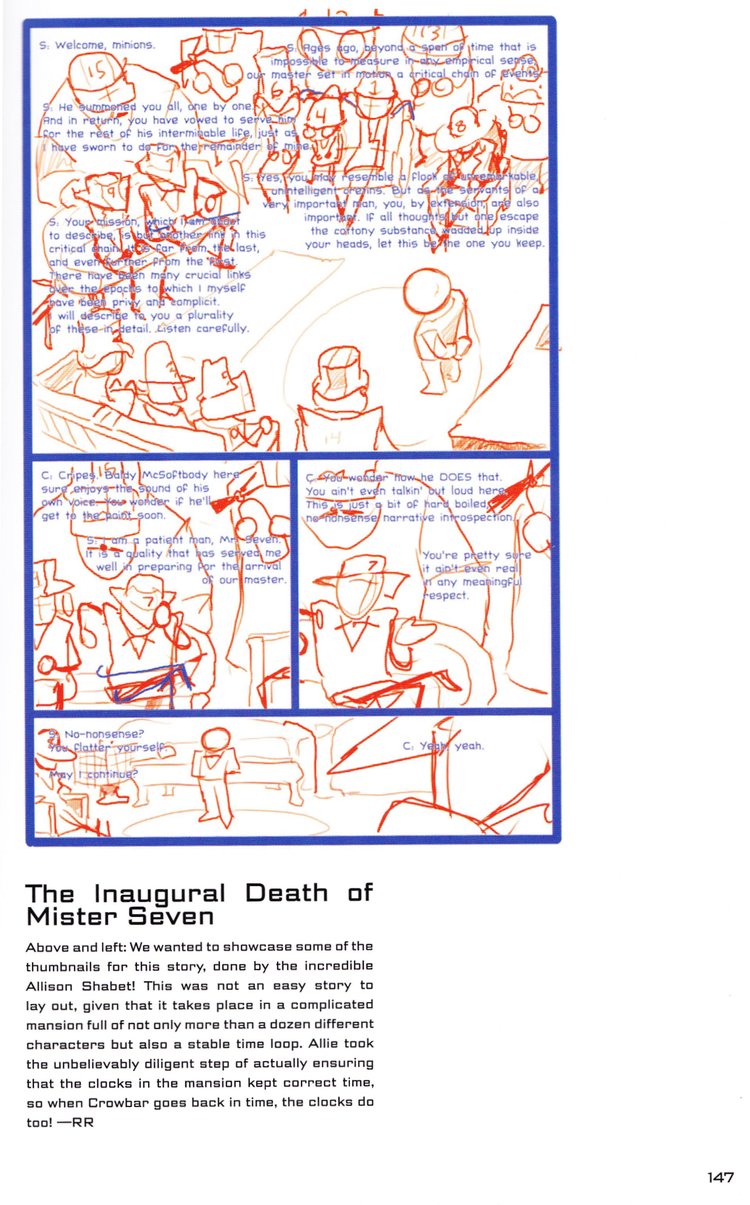 S: Welcome, minions.
S: Ages ago, beyond a span of time that is
impossible to measure in any empirical sense,
our master set in motion a critical chain of events.
S: He summoned you all, one by one.
And in return, you have vowed to serve him
for the rest of his interminable life, just as
I have sworn to do for the remainder of mine.
S: Yes, you may resemble a flock of unremarkable,
unintelligent cretins. But as the servants of a
very important man, you, by extension, are also
important. If all thoughts but one escape
the cottony substance wadded up inside
your heads, let this be the one you keep.
S: Your mission, which I am about
to describe, is but another link in this
critical chain. It is far from the last,
and even further from the first.
There have been many crucial links
over the epochs to which I myself
have been privy and complicit.
I will describe to you a plurality
of these in detail. Listen carefully.
15
13
6
1
4
8
9
7
14
C: Cripes. Baldy McSoftbody here
sure enjoys the sound of his
own voice. You wonder if he'll
get to the point soon.
S: I am a patient man, Mr. Seven.
It is a quality that has served me
well in preparing for the arrival
of our master.
15
7
C: You wonder how he DOES that.
You ain't even talkin' out loud here.
This is just a bit of hard boiled,
no-nonsense narrative introspection.
You're pretty sure
it ain't even real
in any meaningful
respect.
7
S: No-nonsense?
You flatter yourself.
May I continue?
C: Yeah, yeah.
The Inaugural Death of
Mister Seven
Above and left: We wanted to showcase some of the
thumbnails for this story, done by the incredible
Allison Shabet! This was not an easy story to
lay out, given that it takes place in a complicated
mansion full of not only more than a dozen different
characters but also a stable time loop. Allie took
the unbelievably diligent step of actually ensuring
that the clocks in the mansion kept correct time,
so when Crowbar goes back in time, the clocks do
too! —RR
147